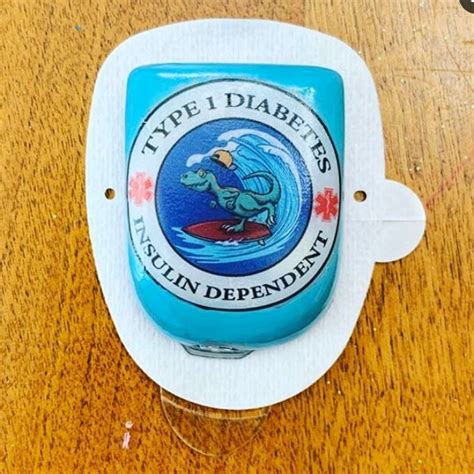 TYPE 1 DIABETES
INSULIN DEPENDENT